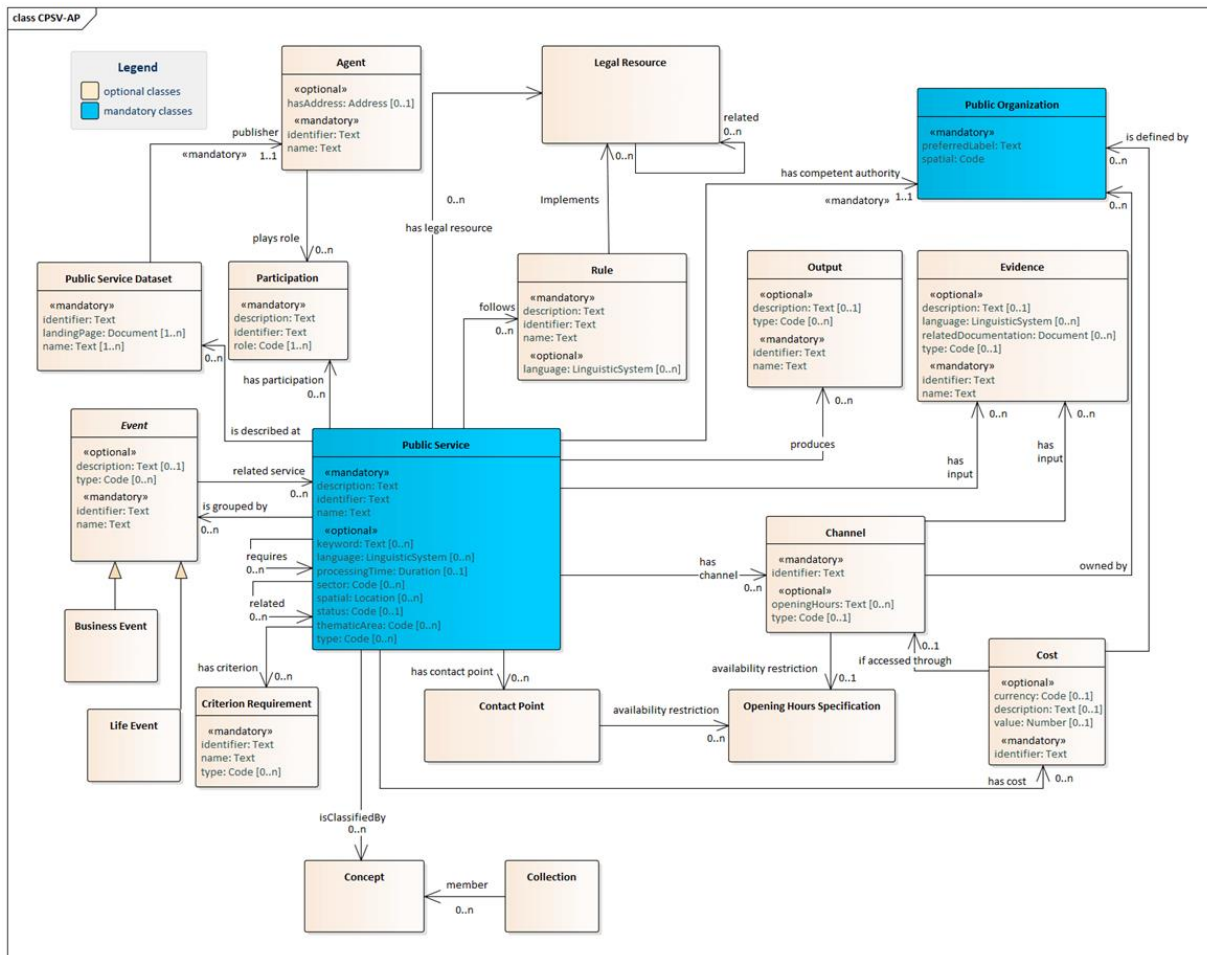 class CPSV-AP
Legend
optional classes
mandatory classes
Agent
«optional»
hasAddress: Address [0..1]
«mandatory»
identifier: Text
name: Text
Legal Resource
related
0..n
Public Organization
«mandatory»
preferredLabel: Text
spatial: Code
is defined by
0..n
publisher
«mandatory» 1..1
0..n
has competent authority
«mandatory» 1..1
0..n
0..n
has legal resource
Implements
plays role
0..n
Public Service Dataset
«mandatory»
identifier: Text
landingPage: Document [1..n]
name: Text [1..n]
0..n
Participation
«mandatory»
description: Text
identifier: Text
role: Code [1..n]
has participation
0..n
follows
0..n
Rule
«mandatory»
description: Text
identifier: Text
name: Text
«optional»
language: LinguisticSystem [0..n]
Output
«optional»
description: Text [0..1]
type: Code [0..n]
«mandatory»
identifier: Text
name: Text
0..n
Evidence
«optional»
description: Text [0..1]
language: LinguisticSystem [0..n]
relatedDocumentation: Document [0..n]
type: Code [0..1]
«mandatory»
identifier: Text
name: Text
0..n
0..n
is described at
produces
has
input
has
input
Event
«optional»
description: Text [0..1]
type: Code [0..n]
«mandatory»
identifier: Text
name: Text
related service
0..n
is grouped by
0..n
Public Service
«mandatory»
description: Text
identifier: Text
name: Text
«optional»
keyword: Text [0..n]
language: LinguisticSystem [0..n]
processingTime: Duration [0..1]
sector: Code [0..n]
spatial: Location [0..n]
status: Code [0..1]
thematicArea: Code [0..n]
type: Code [0..n]
requires
0..n
related
0..n
has
channel
0..n
Channel
«mandatory»
identifier: Text
«optional»
openingHours: Text [0..n]
type: Code [0..1]
owned by
Business Event
Life Event
has criterion
0..n
Criterion Requirement
«mandatory»
identifier: Text
name: Text
type: Code [0..n]
has contact point
0..n
Contact Point
availability restriction
0..n
availability restriction
0..1
Opening Hours Specification
0..1
if accessed through
Cost
«optional»
currency: Code [0..1]
description: Text [0..1]
value: Number [0..1]
«mandatory»
identifier: Text
has cost
0..n
isClassifiedBy
0..n
Concept
member
0..n
Collection